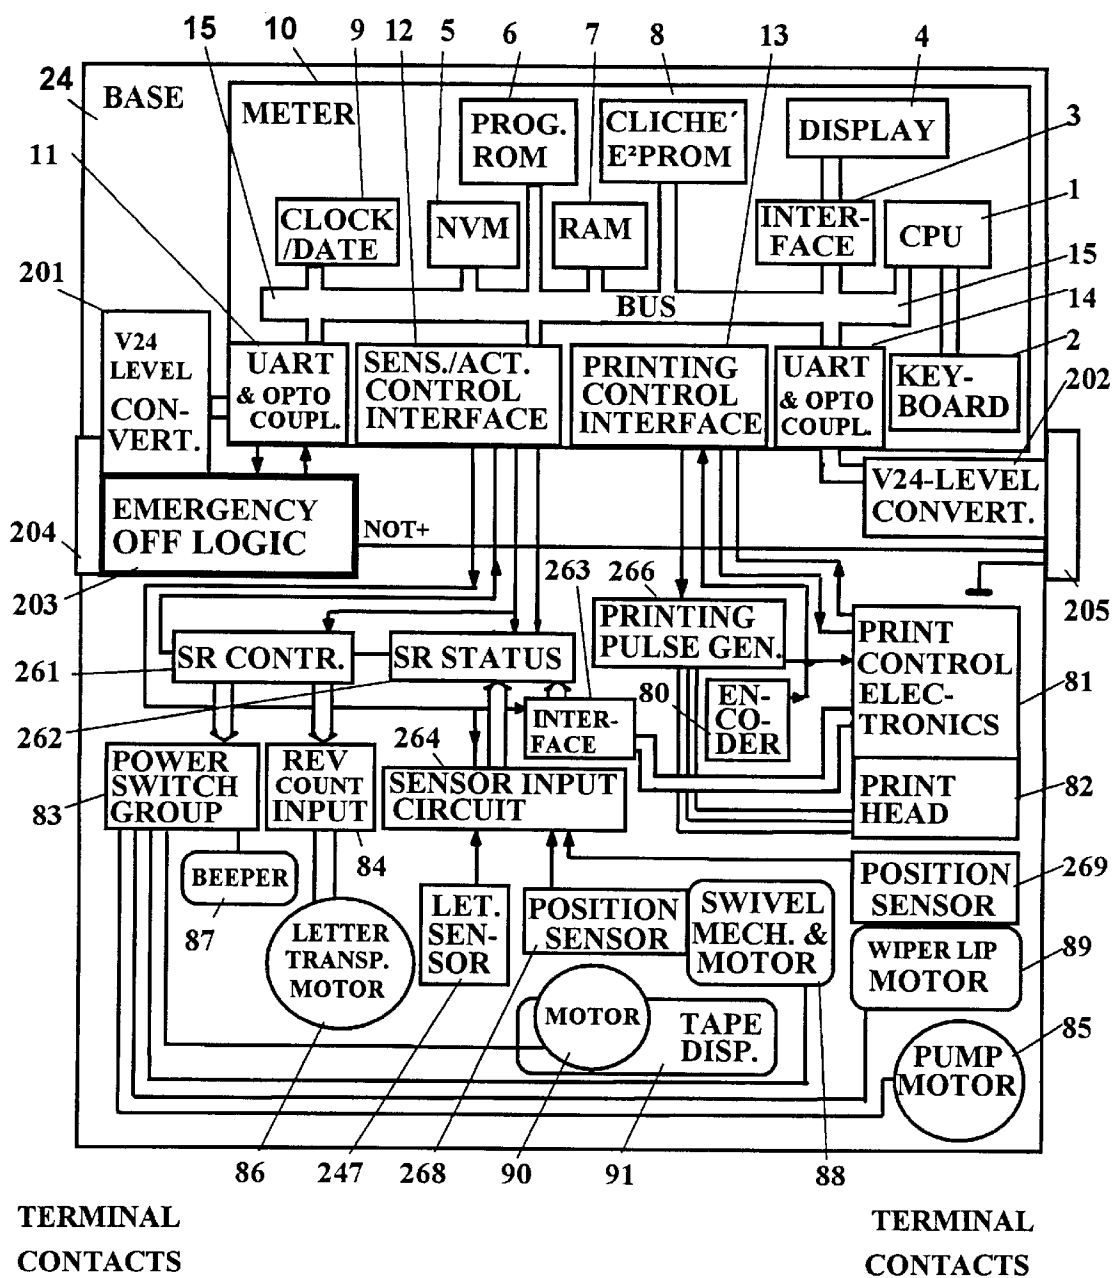 15 10 9 12 5 6 7 8 13 4
24
BASE
METER
PROG.
ROM
CLICHE´
E²PROM
DISPLAY
3
11
CLOCK
/DATE
NVM
RAM
INTER-
FACE
CPU
1
15
201
BUS
14
V24
LEVEL
CON-
VERT.
UART
& OPTO
COUPL.
SENS./ACT.
CONTROL
INTERFACE
PRINTING
CONTROL
INTERFACE
UART
& OPTO
COUPL.
KEY-
BOARD
2
202
V24-LEVEL
CONVERT.
EMERGENCY
OFF LOGIC
NOT+
204
203
263 266
205
PRINTING
PULSE GEN.
PRINT
CONTROL
ELEC-
TRONICS
SR CONTR.
SR STATUS
261
81
80
EN-
CO-
DER
262
264
INTER-
FACE
POWER
SWITCH
GROUP
REV
COUNT
INPUT
SENSOR INPUT
CIRCUIT
PRINT
HEAD
82
83
84
BEEPER
87
POSITION
SENSOR
269
LET.
SEN-
SOR
POSITION
SENSOR
SWIVEL
MECH. &
MOTOR
LETTER
TRANSP.
MOTOR
WIPER LIP
MOTOR
89
MOTOR
TAPE
DISP.
PUMP
MOTOR
85
86 247 268 90 91 88
TERMINAL
CONTACTS
TERMINAL
CONTACTS